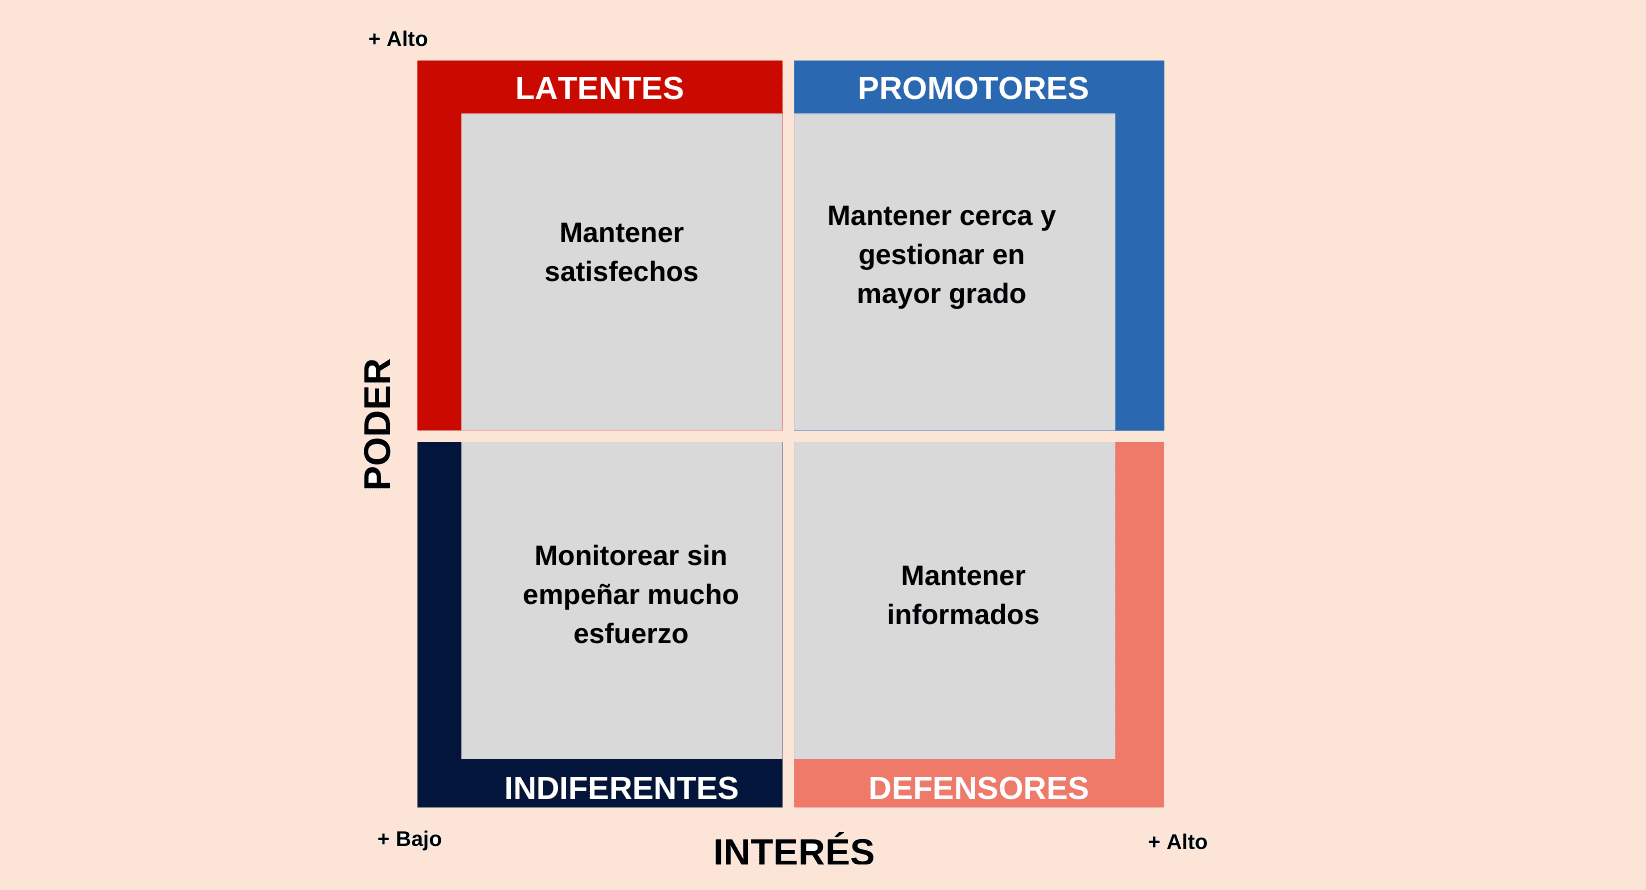 + Alto
LATENTES
PROMOTORES
Mantener
satisfechos
Mantener cerca y
gestionar en
mayor grado
PODER
Monitorear sin
empeñar mucho
esfuerzo
Mantener
informados
INDIFERENTES
DEFENSORES
+ Bajo
INTERÉS
+ Alto